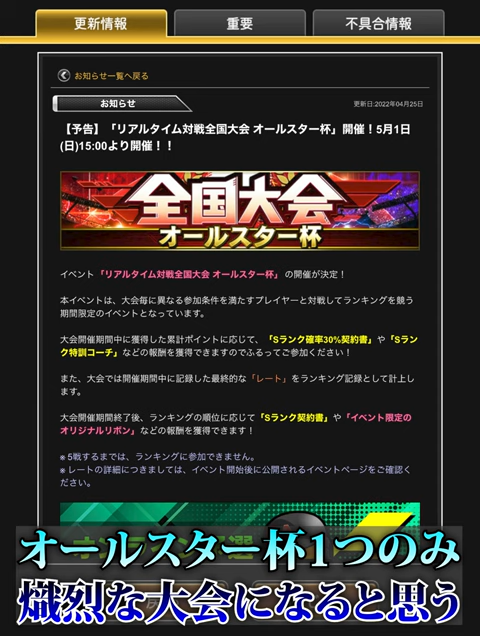 更新情報
重要
不具合情報
お知らせ一覧へ戻る
お知らせ
更新日:2022年04月25日
【予告】「リアルタイム対戦全国大会 オールスター杯」開催！5月1日
(日)15:00より開催！！
全国大会
オールスター杯
イベント「リアルタイム対戦全国大会 オールスター杯」の開催が決定！
本イベントは、大会毎に異なる参加条件を満たすプレイヤーと対戦してランキングを競う
期間限定のイベントとなっています。
大会開催期間中に獲得した累計ポイントに応じて、「Sランク確率30%契約書」や「Sラン
ク特訓コーチ」などの報酬を獲得できますのでふるってご参加ください！
また、大会では開催期間中に記録した最終的な「レート」をランキング記録として計上し
ます。
大会開催期間終了後、ランキングの順位に応じて「Sランク契約書」や「イベント限定の
オリジナルリボン」などの報酬を獲得できます！
※ 5戦するまでは、ランキングに参加できません。
※ レートの詳細につきましては、イベント開始後に公開されるイベントページをご確認く
ださい。
オールスター杯1つのみ
熾烈な大会になると思う